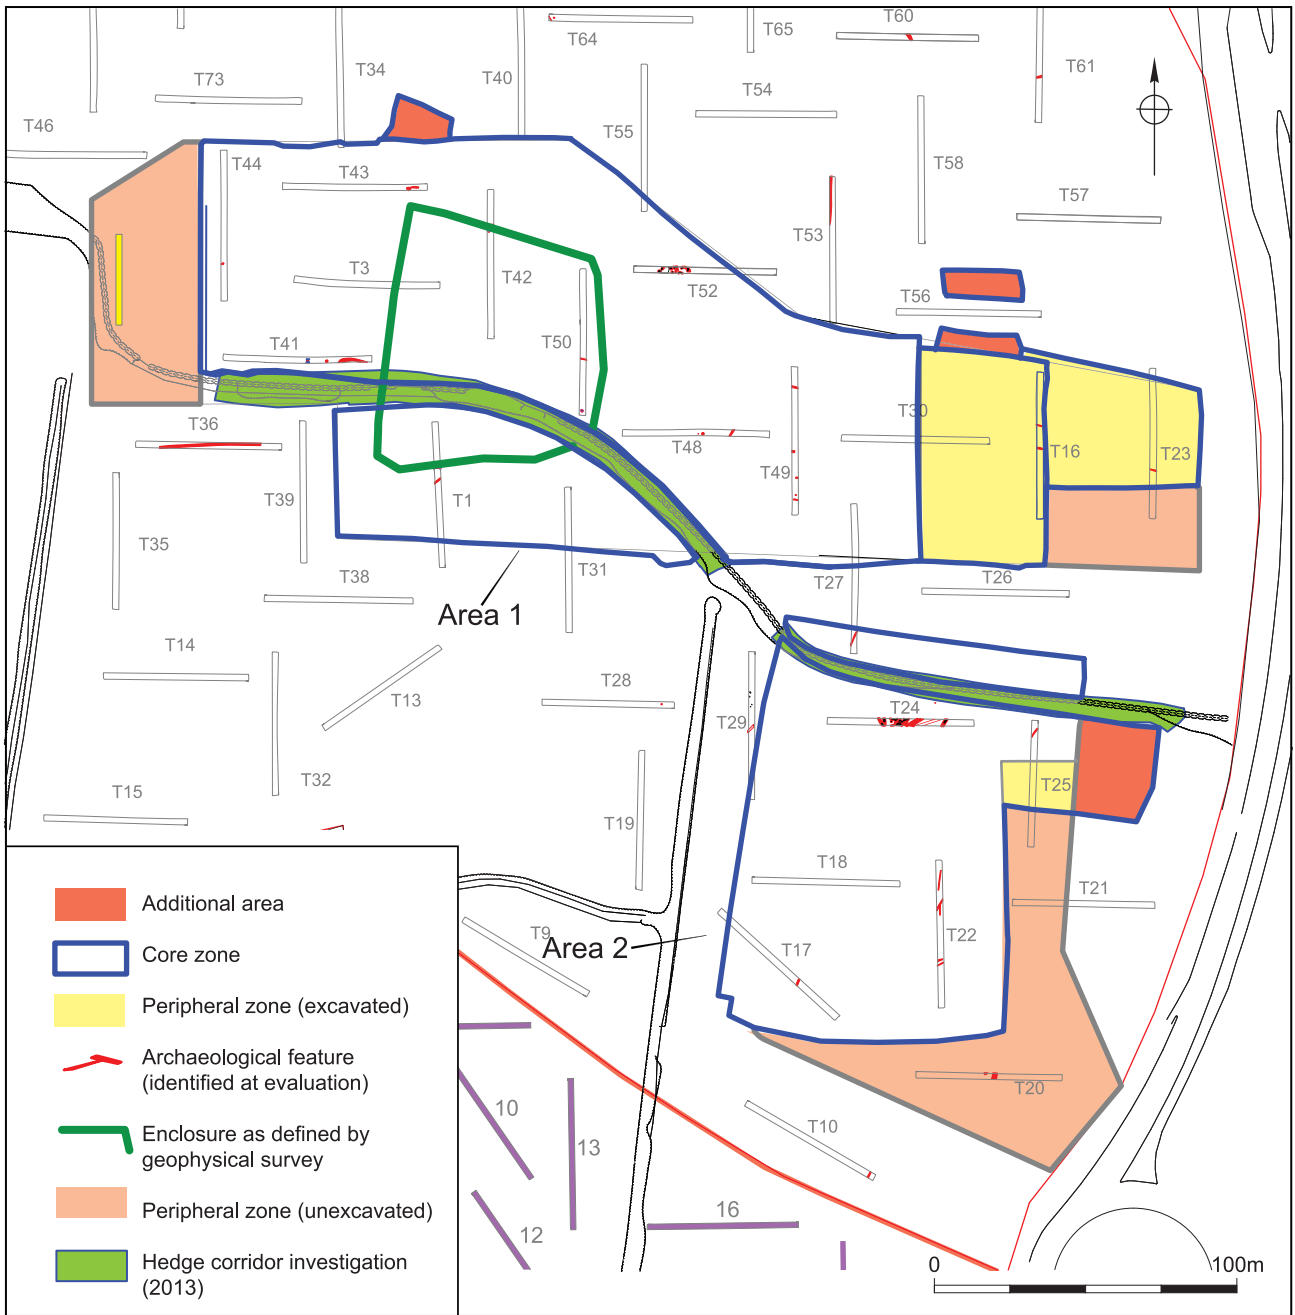 T60
T64
T65
T34
T40
T61
T73
T54
T46
T55
T44
T58
T43
T57
T53
T3
T42
T52
T56
T50
T41
T30
T36
T48
T16
T23
T49
T39
T1
T35
T31
T38
T27
T26
Area 1
T14
T13
T28
T24
T29
T32
T25
T15
T19
T18
T21
T9
T22
Area 2
T17
T20
10
T10
13
16
12
Additional area
Core zone
Peripheral zone (excavated)
Archaeological feature
(identified at evaluation)
Enclosure as defined by
geophysical survey
Peripheral zone (unexcavated)
Hedge corridor investigation
(2013)
0
100m